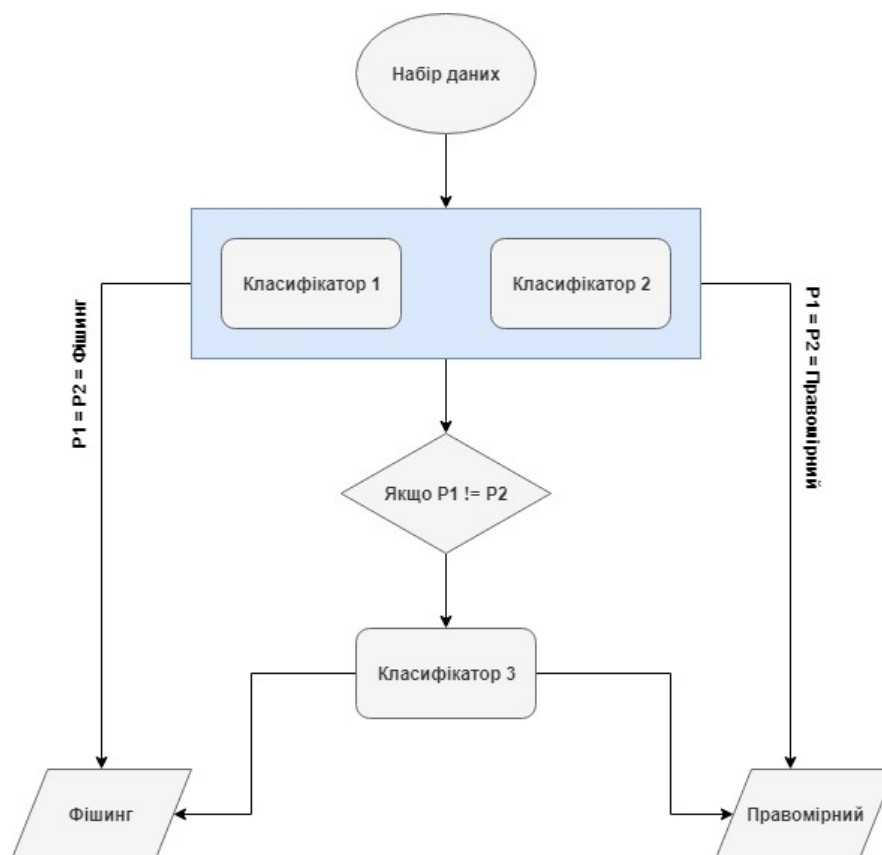 Набір даних
Класифікатор 1
Класифікатор 2
P1 = P2 = Фішинг
P1 = P2 = Правомірний
Якщо P1 != P2
Класифікатор 3
Фішинг
Правомірний